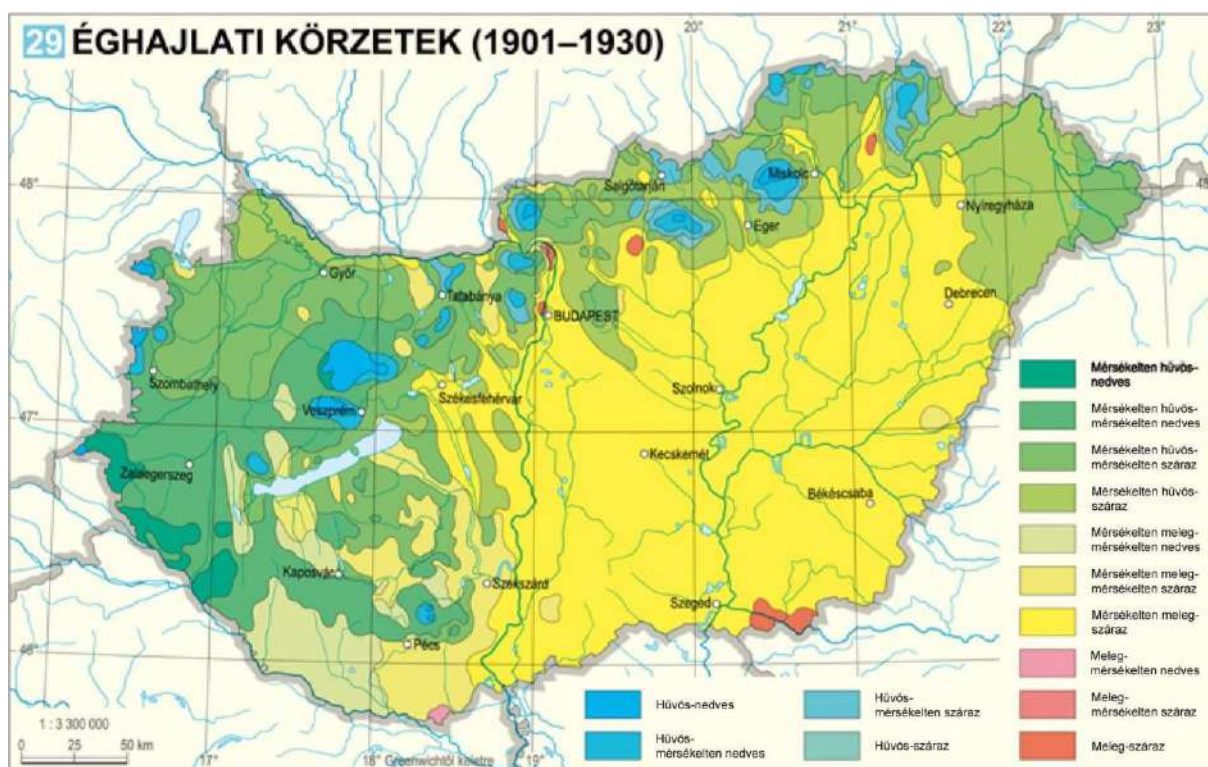 29 ÉGHAJLATI KÖRZETEK (1901–1930)
20°
21°
22°
23°
17°
18°
19°
48°
48
Salgótarján
Miskolc
Nyíregyháza
Eger
Győr
Tatabánya
BUDAPEST
Debrecen
Szombathely
Székesfehérvár
Szolnok
Veszprém
47°
Kecskemét
Zalaegerszeg
Békéscsaba
Kaposvár
Szekszárd
Szeged
46°
Pécs
Mérsékelten hűvös-
nedves
Mérsékelten hűvös-
mérsékelten nedves
Mérsékelten hűvös-
mérsékelten száraz
Mérsékelten hűvös-
száraz
Mérsékelten meleg-
mérsékelten nedves
Mérsékelten meleg-
mérsékelten száraz
Mérsékelten meleg-
száraz
Meleg-
mérsékelten nedves
Meleg-
mérsékelten száraz
Meleg-száraz
Hűvös-nedves
Hűvös-
mérsékelten nedves
Hűvös-
mérsékelten száraz
Hűvös-száraz
1 : 3 300 000
0 25 50 km
17°
18° Greenwichtől keletre
19°